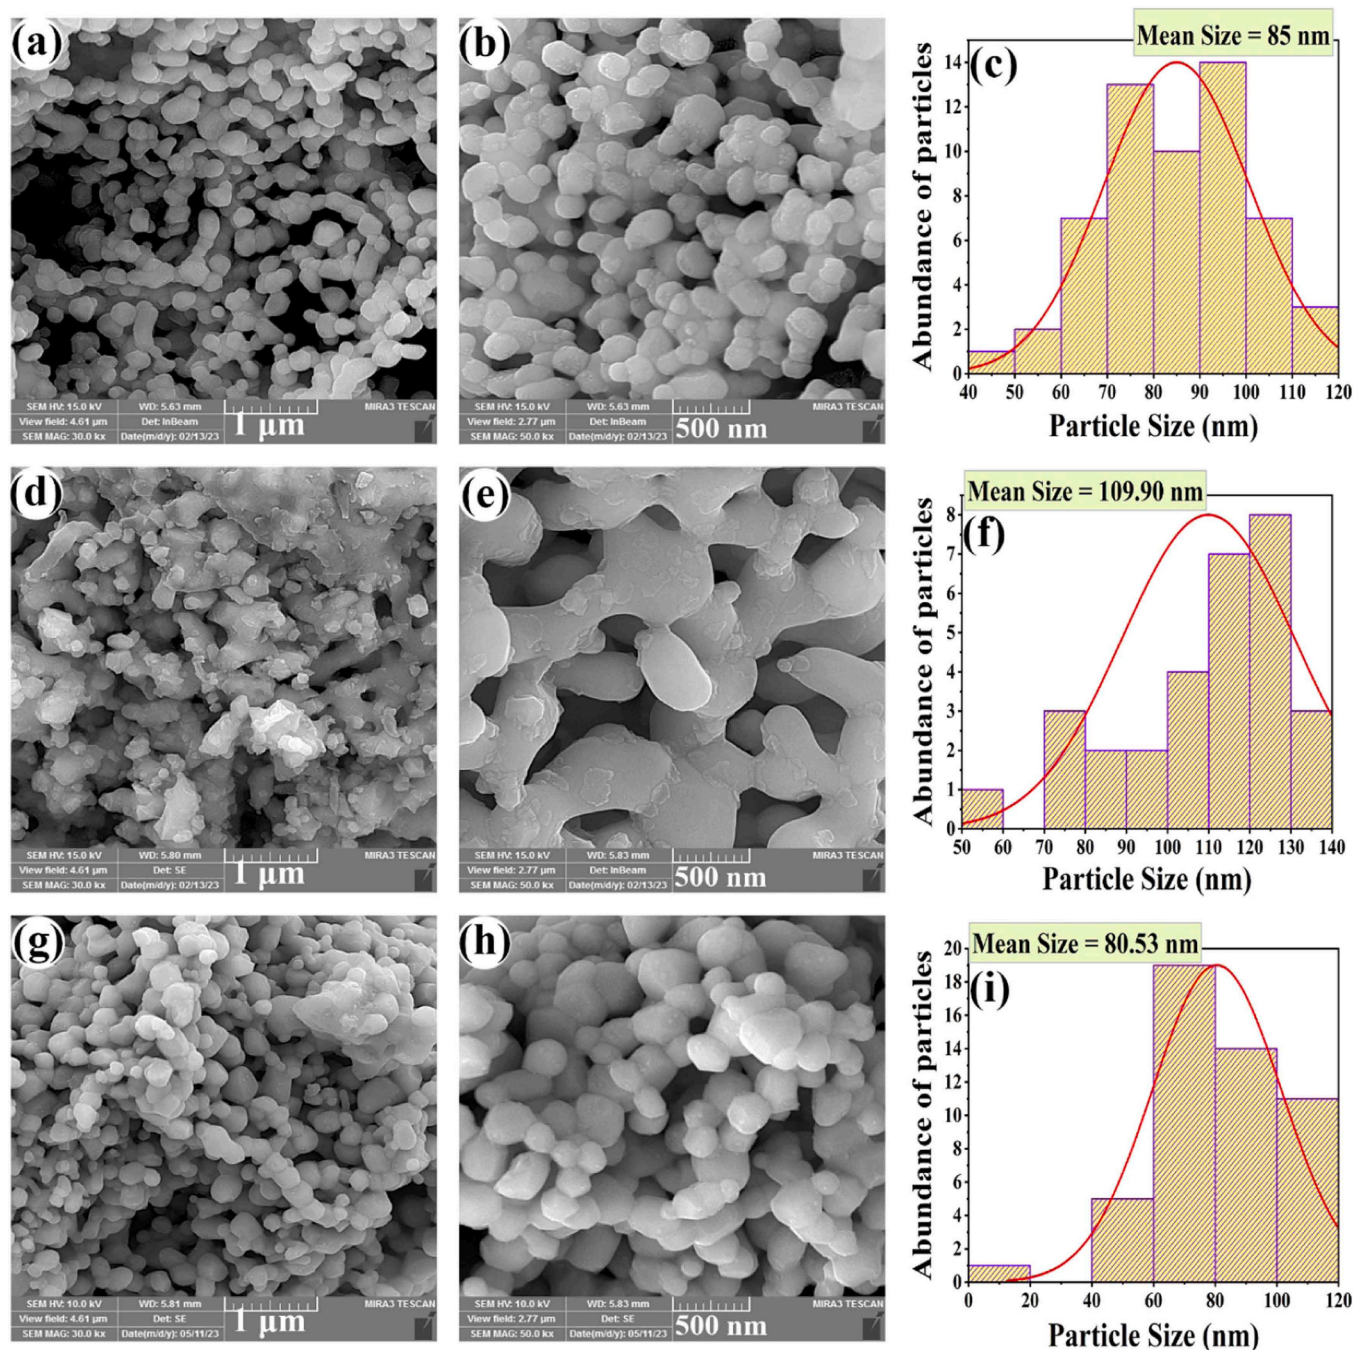 (a)
SEM HV: 15.0 kV WD: 5.63 mm MIRA3 TESCAN
View field: 4.61 µm Det: InBeam 1 µm
SEM MAG: 30.0 kx Date(m/d/y): 02/13/23
(b)
SEM HV: 15.0 kV WD: 5.63 mm MIRA3 TESCAN
View field: 2.77 µm Det: InBeam 500 nm
SEM MAG: 50.0 kx Date(m/d/y): 02/13/23
Mean Size = 85 nm
(c)
Abundance of particles
14
12
10
8
6
4
2
0
40 50 60 70 80 90 100 110 120
Particle Size (nm)
(d)
SEM HV: 15.0 kV WD: 5.80 mm MIRA3 TESCAN
View field: 4.61 µm Det: SE 1 µm
SEM MAG: 30.0 kx Date(m/d/y): 02/13/23
(e)
SEM HV: 15.0 kV WD: 5.83 mm MIRA3 TESCAN
View field: 2.77 µm Det: InBeam 500 nm
SEM MAG: 50.0 kx Date(m/d/y): 02/13/23
Mean Size = 109.90 nm
(f)
Abundance of particles
8
7
6
5
4
3
2
1
0
50 60 70 80 90 100 110 120 130 140
Particle Size (nm)
(g)
SEM HV: 10.0 kV WD: 5.81 mm MIRA3 TESCAN
View field: 4.61 µm Det: SE 1 µm
SEM MAG: 30.0 kx Date(m/d/y): 05/11/23
(h)
SEM HV: 10.0 kV WD: 5.83 mm MIRA3 TESCAN
View field: 2.77 µm Det: SE 500 nm
SEM MAG: 50.0 kx Date(m/d/y): 05/11/23
Mean Size = 80.53 nm
(i)
Abundance of particles
20
18
16
14
12
10
8
6
4
2
0
0 20 40 60 80 100 120
Particle Size (nm)